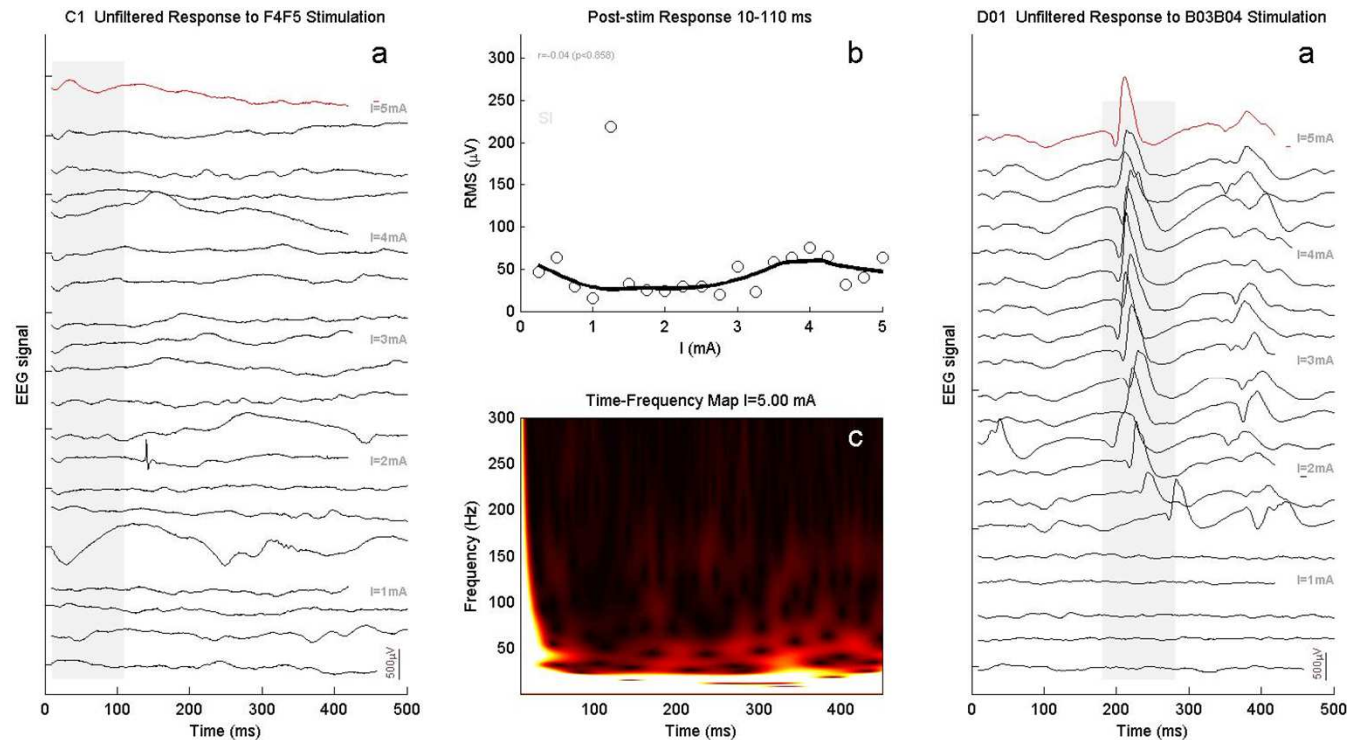 C1 Unfiltered Response to F4F5 Stimulation
a
I=5mA
I=4mA
I=3mA
I=2mA
I=1mA
500µV
EEG signal
0 100 200 300 400 500
Time (ms)
Post-stim Response 10-110 ms
b
r=-0.04 (p<0.858)
SI
300
250
200
150
100
50
0
RMS (µV)
0 1 2 3 4 5
I (mA)
Time-Frequency Map I=5.00 mA
c
300
250
200
150
100
50
Frequency (Hz)
100 200 300 400
Time (ms)
D01 Unfiltered Response to B03B04 Stimulation
a
I=5mA
I=4mA
I=3mA
I=2mA
I=1mA
500µV
EEG signal
0 100 200 300 400 500
Time (ms)